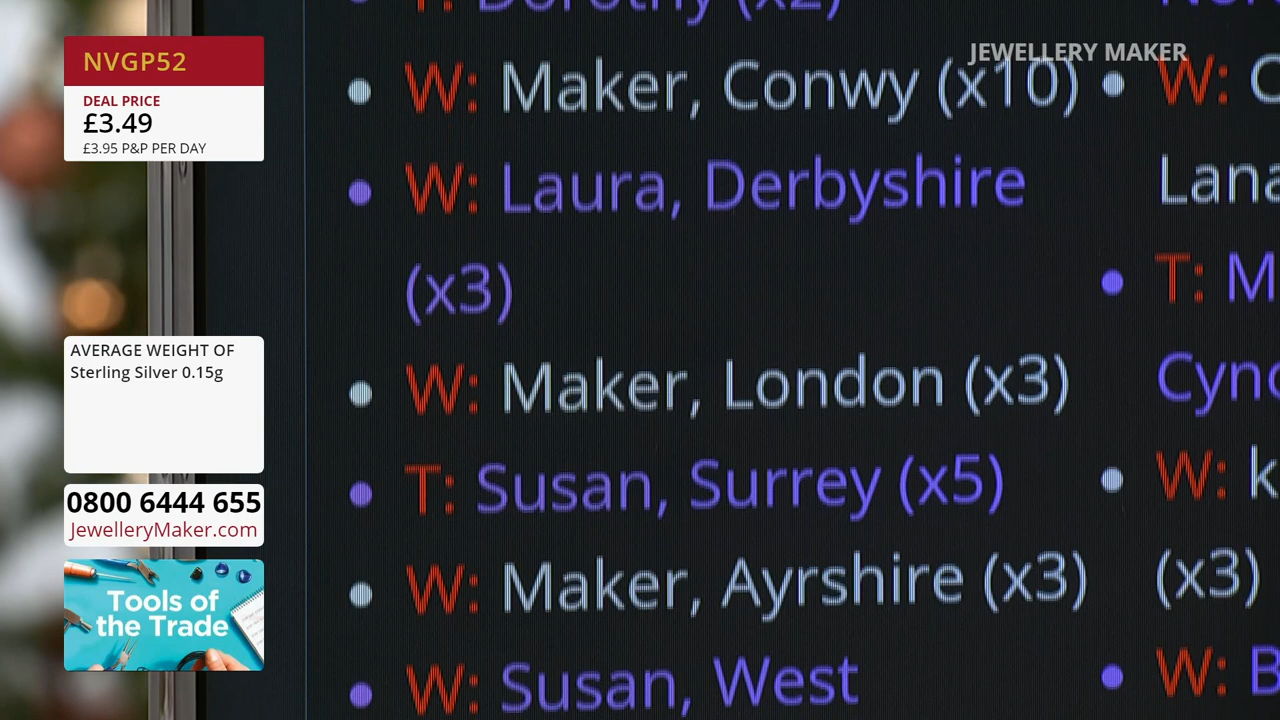 NVGP52
DEAL PRICE
£3.49
£3.95 P&P PER DAY
AVERAGE WEIGHT OF
Sterling Silver 0.15g
0800 6444 655
JewelleryMaker.com
Tools of
the Trade
JEWELLERY MAKER
T: Dorothy (x2)
W: Maker, Conwy (x10)
W: Laura, Derbyshire
(x3)
W: Maker, London (x3)
T: Susan, Surrey (x5)
W: Maker, Ayrshire (x3)
W: Susan, West
W:
T:
W:
(x3)
W: